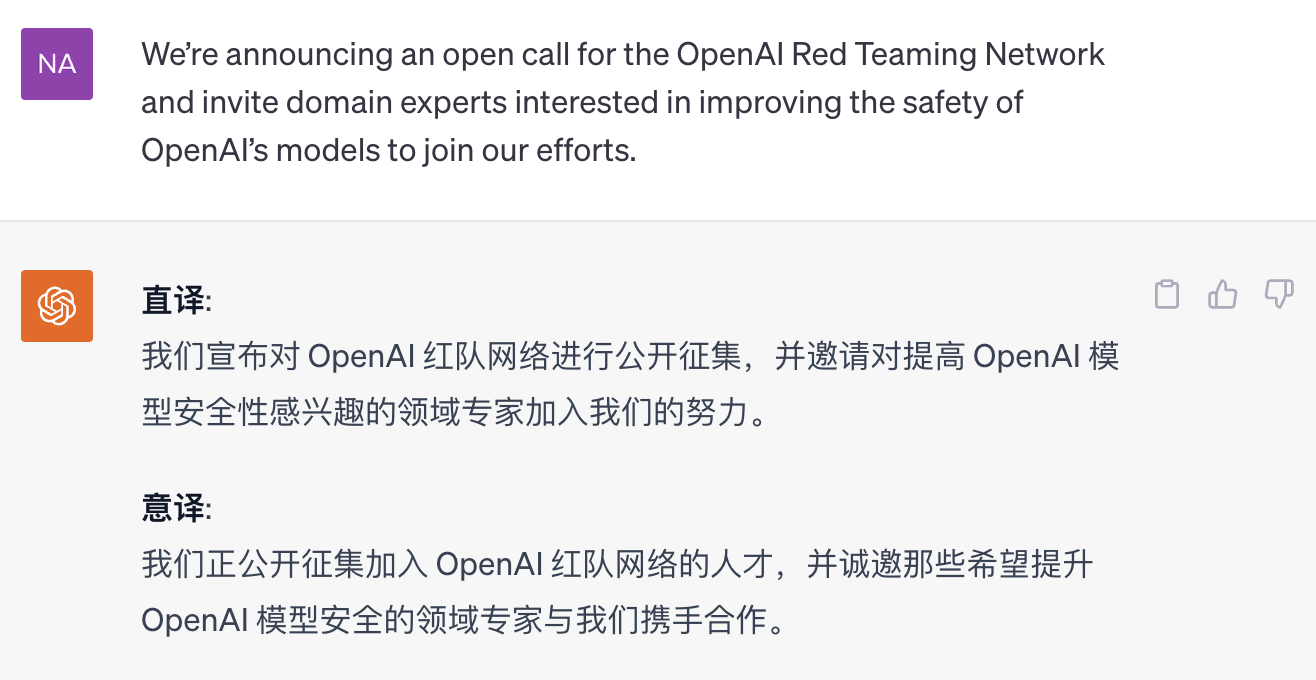 NA
We’re announcing an open call for the OpenAI Red Teaming Network
and invite domain experts interested in improving the safety of
OpenAI’s models to join our efforts.
直译:
我们宣布对 OpenAI 红队网络进行公开征集，并邀请对提高 OpenAI 模
型安全性感兴趣的领域专家加入我们的努力。
意译:
我们正公开征集加入 OpenAI 红队网络的人才，并诚邀那些希望提升
OpenAI 模型安全的领域专家与我们携手合作。